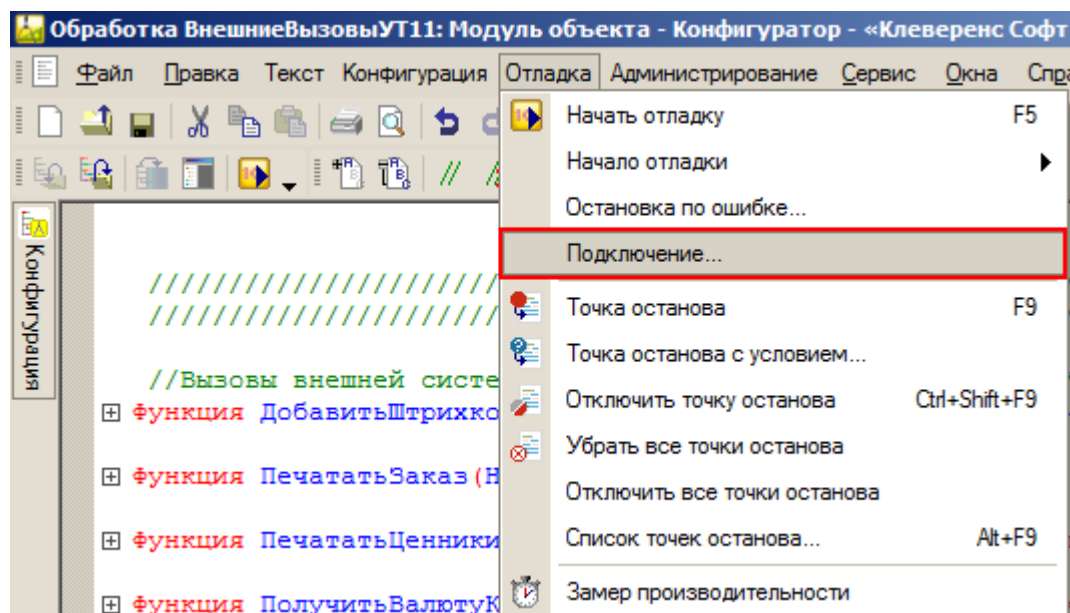 Обработка ВнешниеВызовыУТ11: Модуль объекта - Конфигуратор - «Клеверенс Софт
Файл Правка Текст Конфигурация Отладка Администрирование Сервис Окна
Начать отладку F5
Начало отладки
Остановка по ошибке...
Подключение...
Точка останова F9
Точка останова с условием...
Отключить точку останова Ctrl+Shift+F9
Убрать все точки останова
Отключить все точки останова
Список точек останова... Alt+F9
Замер производительности
Конфигурация
////////////////////////
////////////////////////
//Вызовы внешней систе
Функция ДобавитьШтрихко
Функция ПечататьЗаказ(Н
Функция ПечататьЦенники
Функция ПолучитьВалютуК